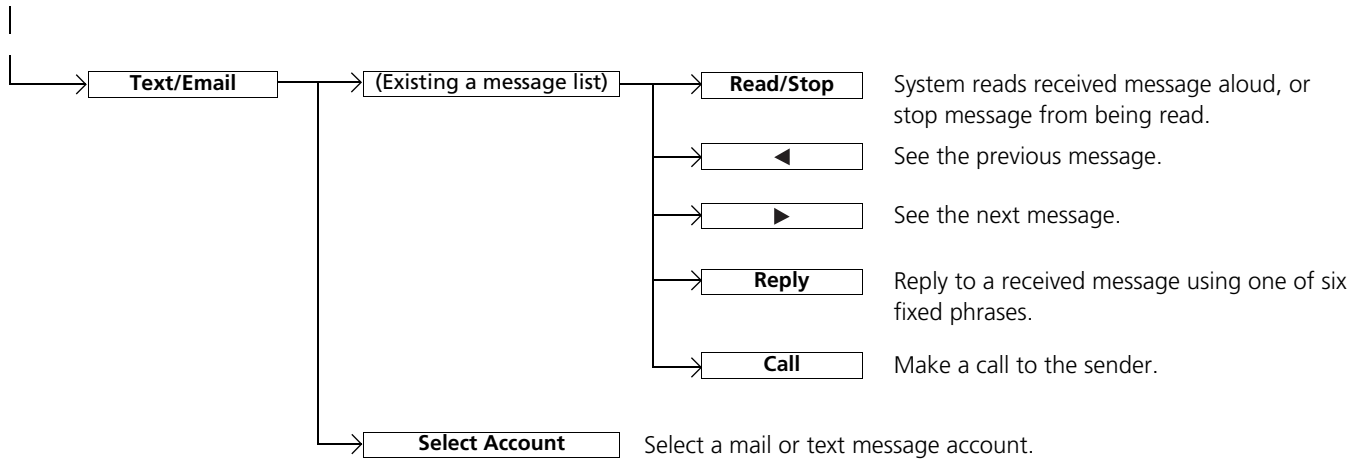 Text/Email
(Existing a message list)
Read/Stop
System reads received message aloud, or
stop message from being read.
◄
See the previous message.
►
See the next message.
Reply
Reply to a received message using one of six
fixed phrases.
Call
Make a call to the sender.
Select Account
Select a mail or text message account.